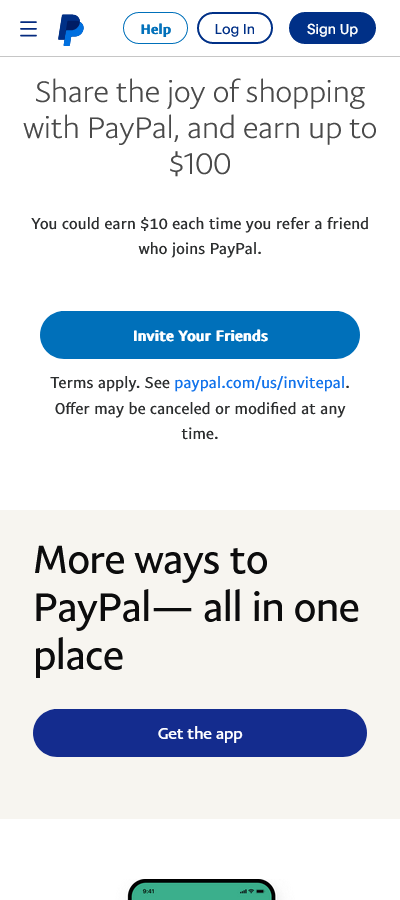 Help
Log In
Sign Up
Share the joy of shopping
with PayPal, and earn up to
$100
You could earn $10 each time you refer a friend
who joins PayPal.
Invite Your Friends
Terms apply. See paypal.com/us/invitepal.
Offer may be canceled or modified at any
time.
More ways to
PayPal— all in one
place
Get the app
9:41